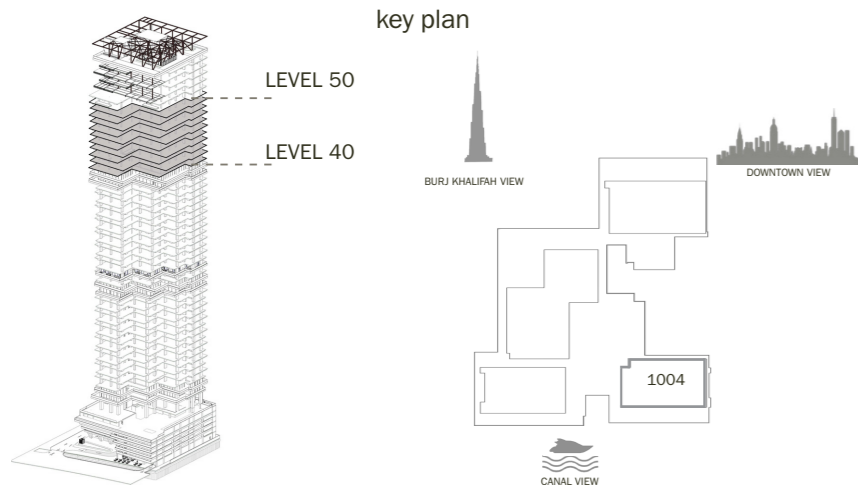 key plan
LEVEL 50
LEVEL 40
BURJ KHALIFAH VIEW
DOWNTOWN VIEW
1004
CANAL VIEW